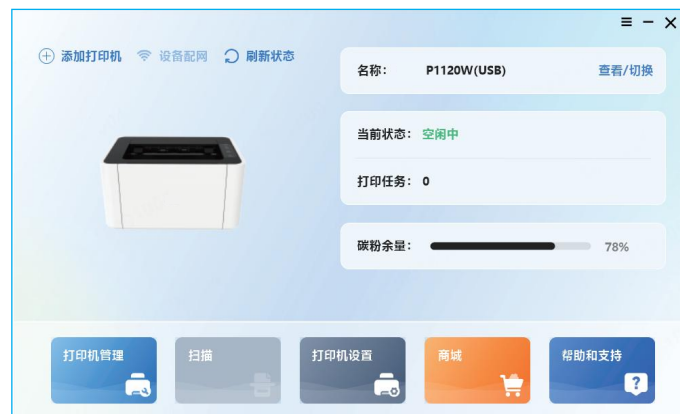 添加打印机 设备配网 刷新状态
名称： P1120W(USB) 查看/切换
当前状态： 空闲中
打印任务： 0
碳粉余量： 78%
打印机管理 扫描 打印机设置 商城 帮助和支持
?